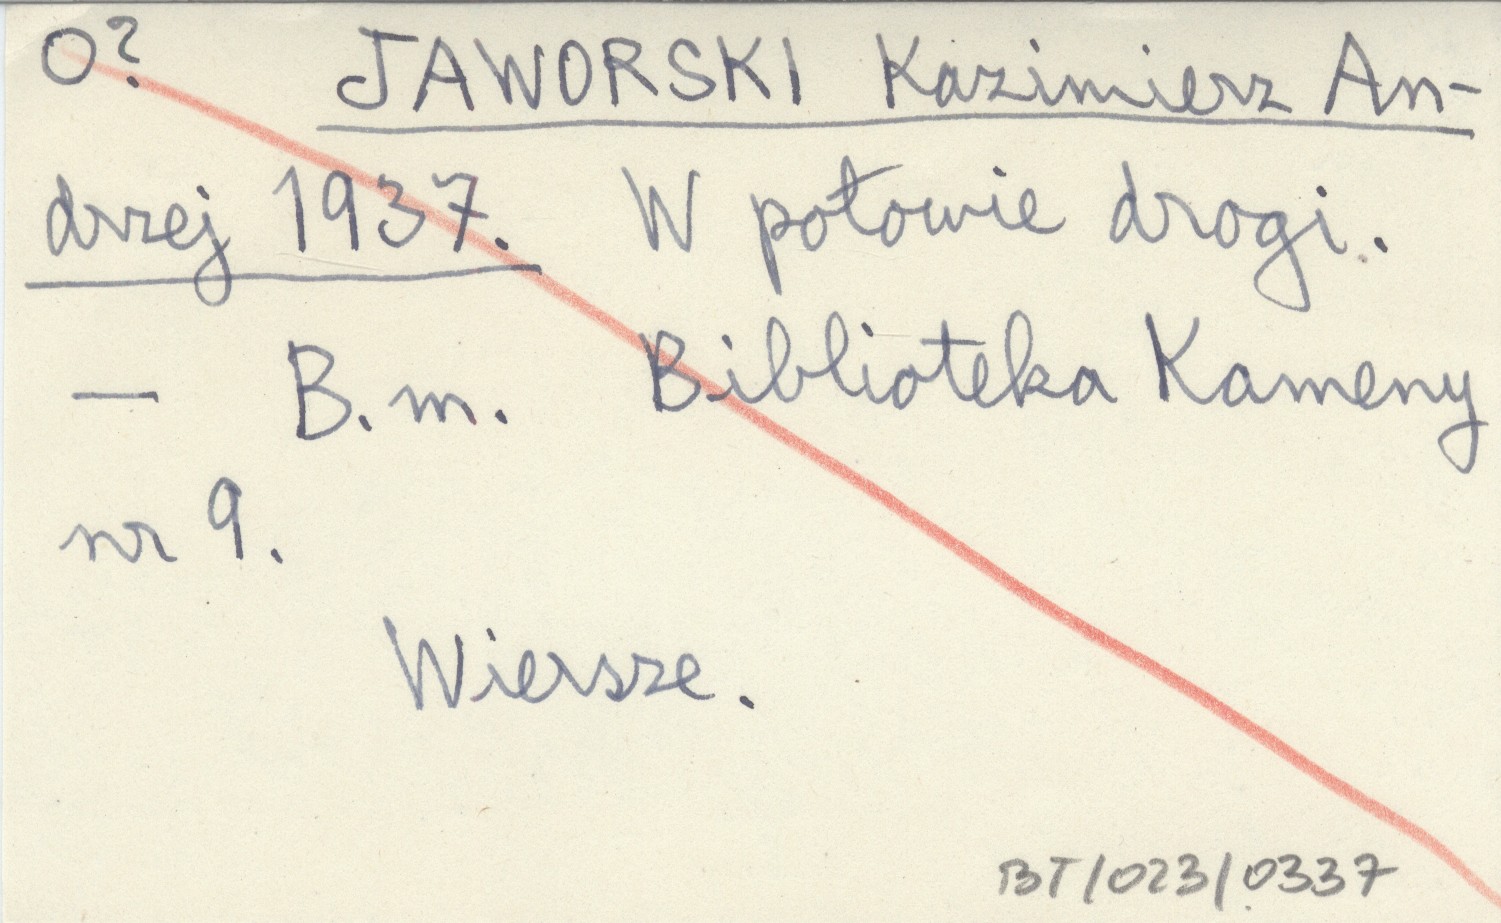 O? JAWORSKI Kazimierz An-
drzej 1937. W połowie drogi.
— B.m. Biblioteka Kameny
nr 9.
Wiersze.
BT/023/0337